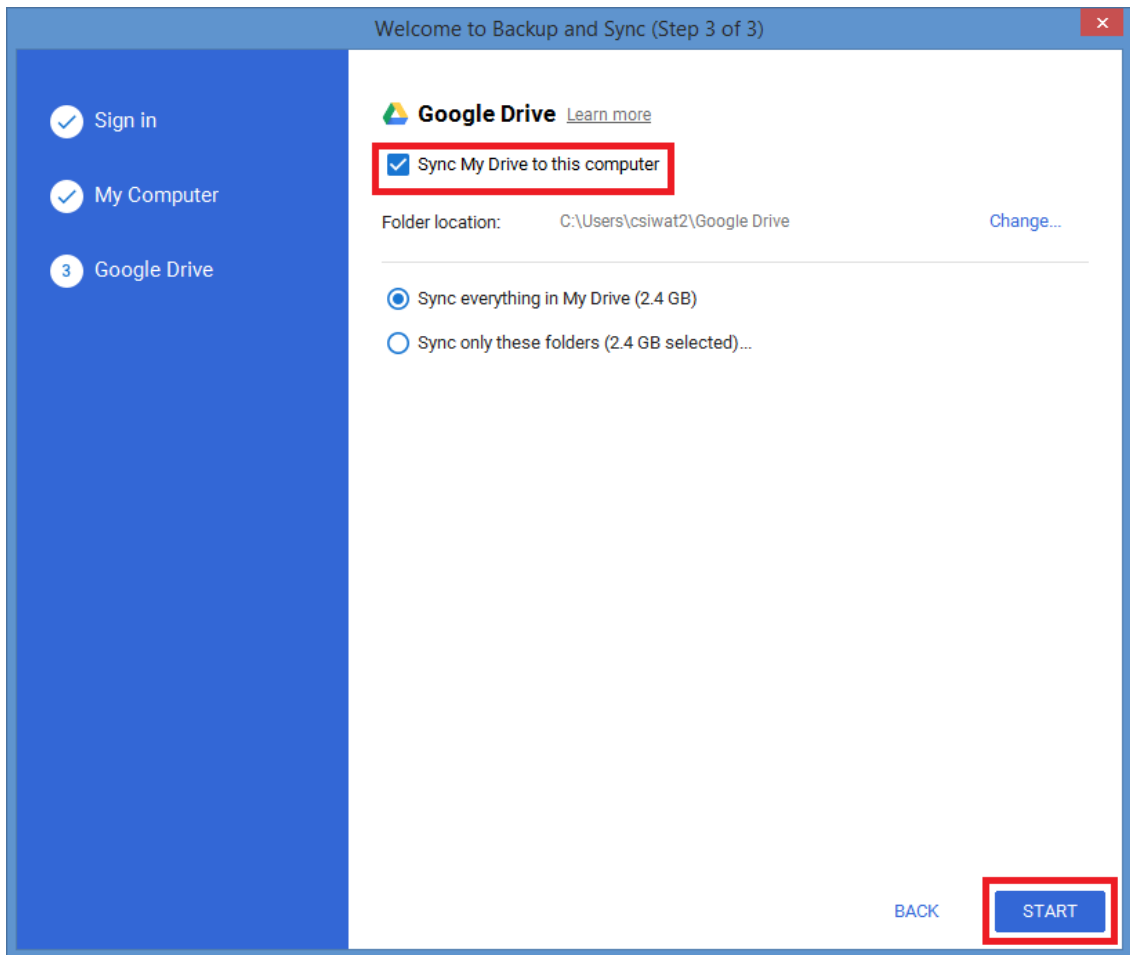 Welcome to Backup and Sync (Step 3 of 3)
Sign in
My Computer
3 Google Drive
Google Drive Learn more
Sync My Drive to this computer
Folder location: C:\Users\csiwat2\Google Drive Change...
Sync everything in My Drive (2.4 GB)
Sync only these folders (2.4 GB selected)...
BACK START